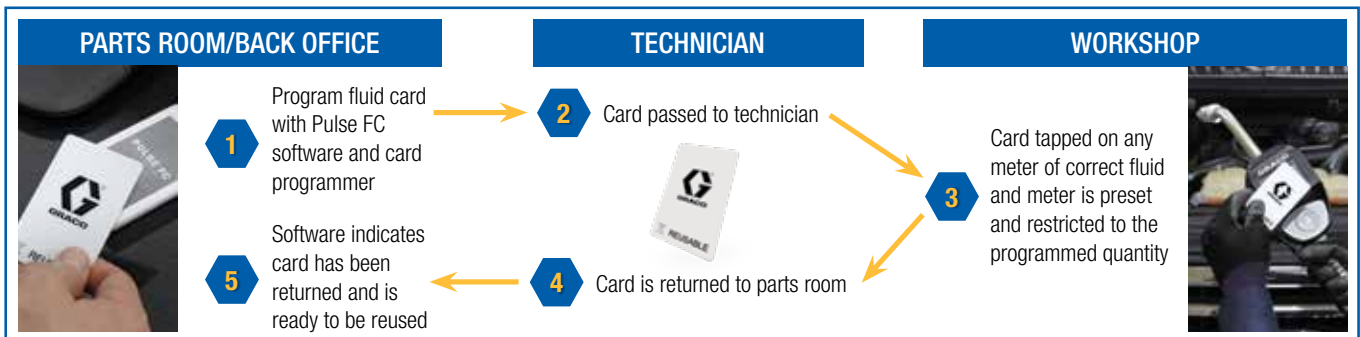 PARTS ROOM/BACK OFFICE
TECHNICIAN
WORKSHOP
1
Program fluid card
with Pulse FC
software and card
programmer
2
Card passed to technician
3
Card tapped on any
meter of correct fluid
and meter is preset
and restricted to the
programmed quantity
4
Card is returned to parts room
5
Software indicates
card has been
returned and is
ready to be reused
PULSE FC
GRACO
GRACO
REUSABLE
GRACO